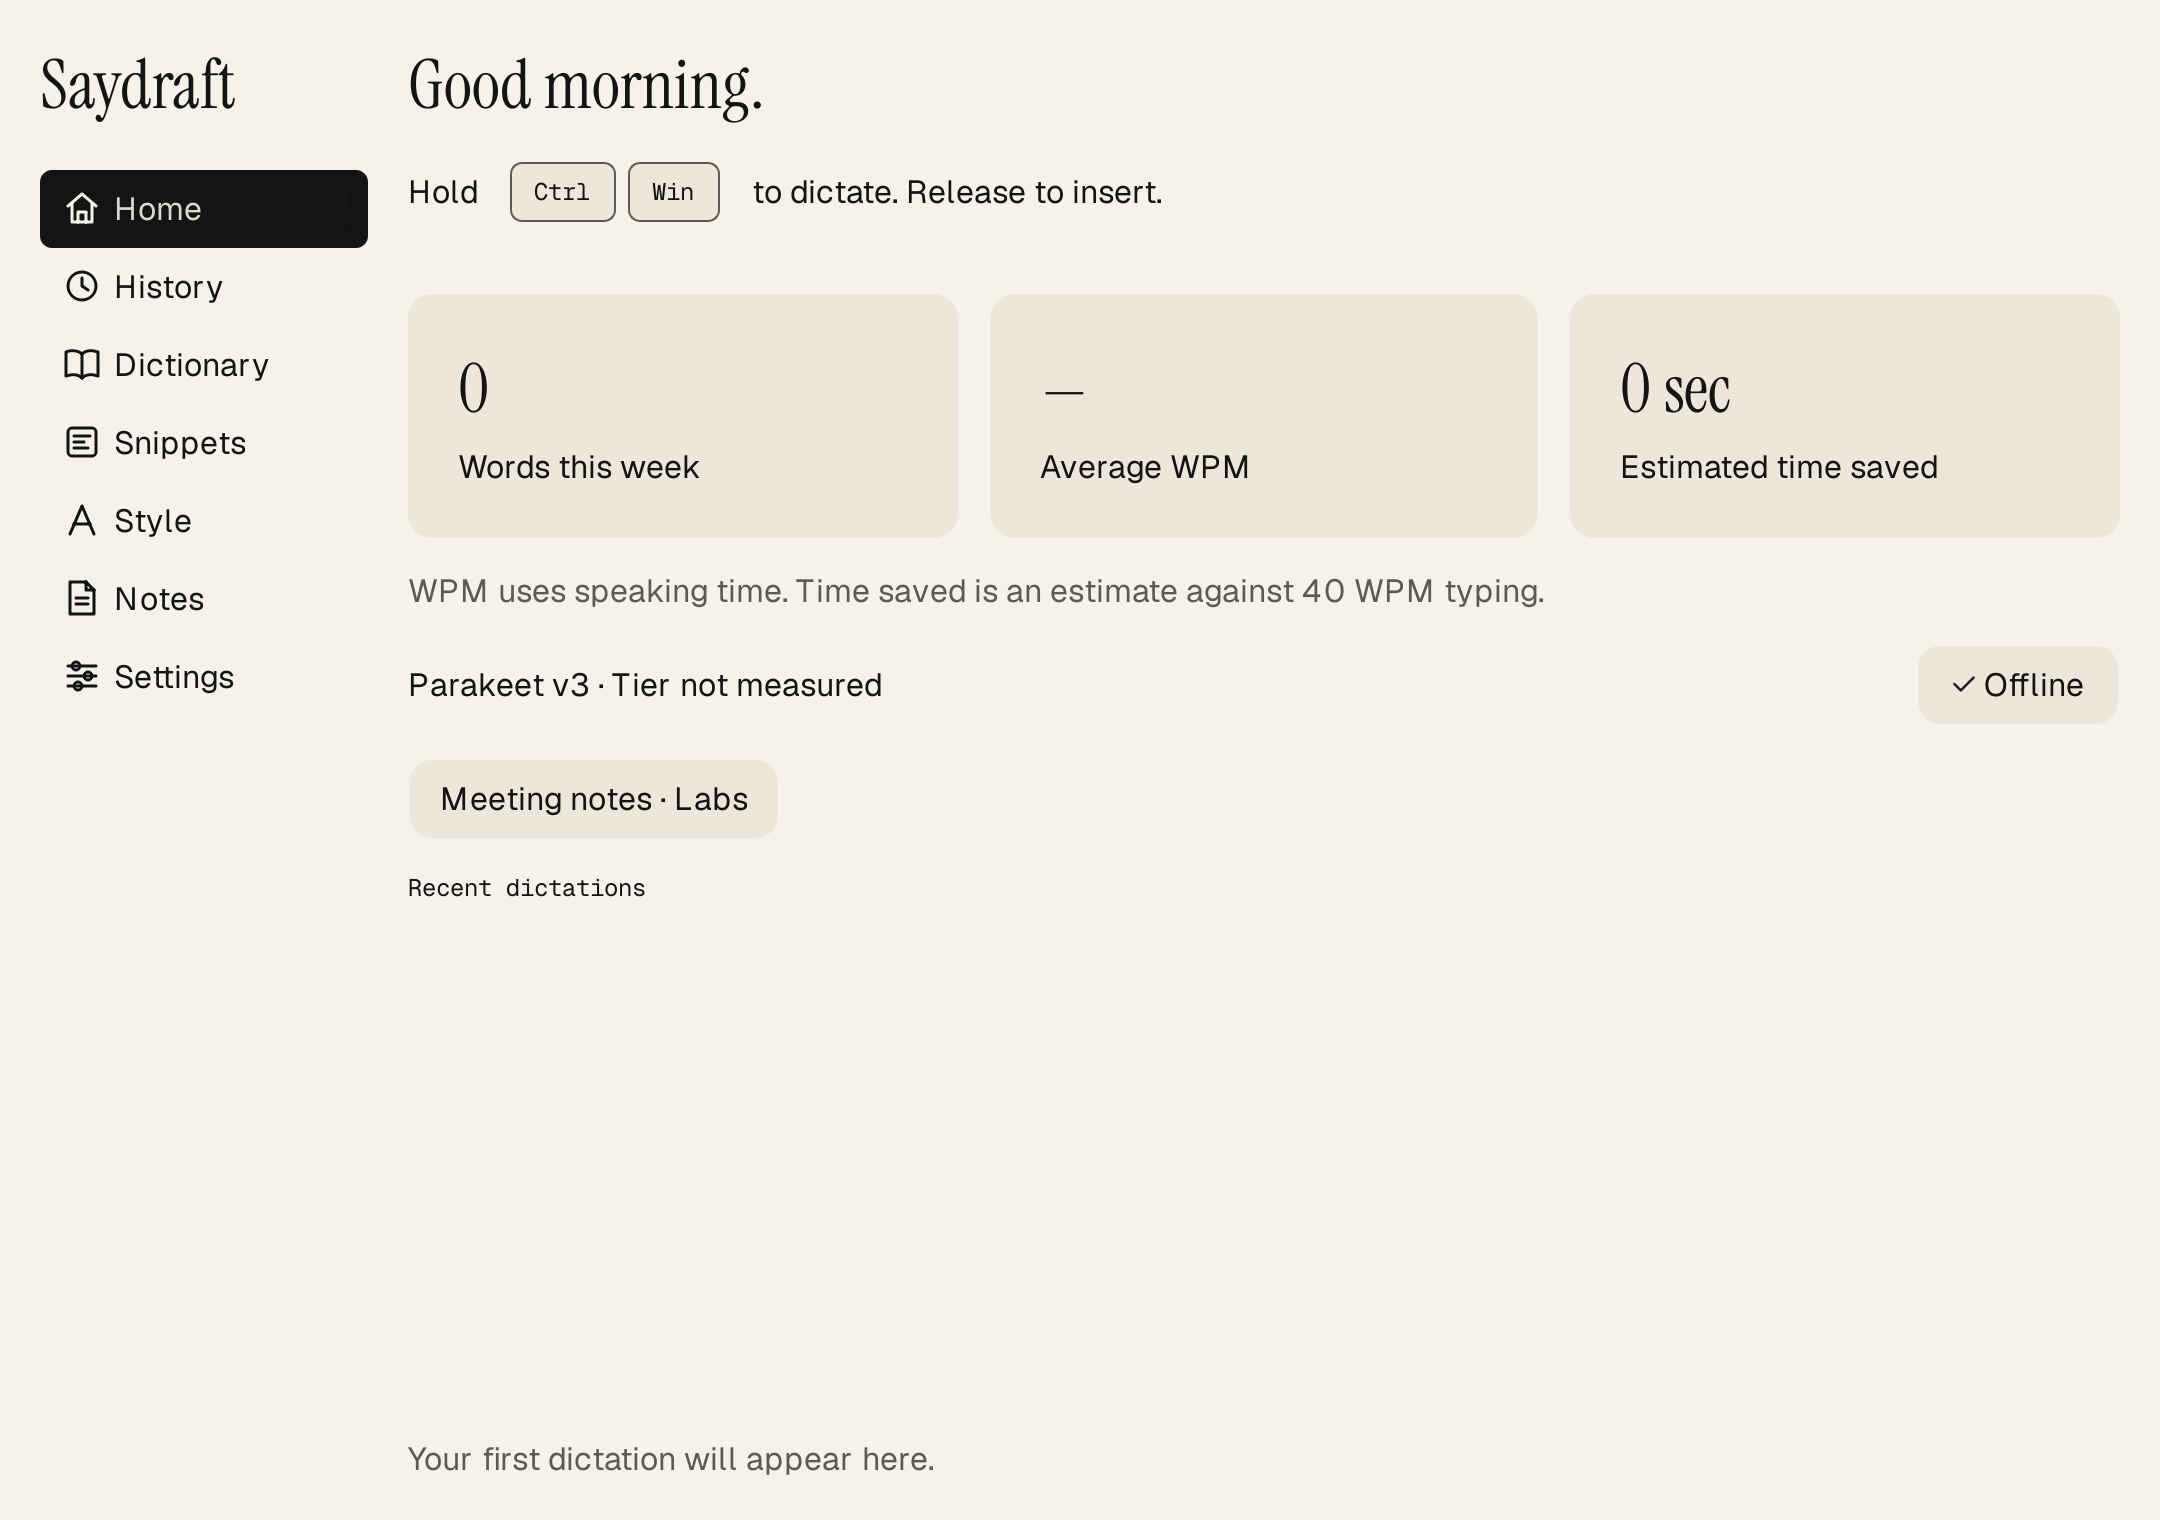 Saydraft
Home
History
Dictionary
Snippets
Style
Notes
Settings
Good morning.
Hold Ctrl Win to dictate. Release to insert.
0
Words this week
—
Average WPM
0 sec
Estimated time saved
WPM uses speaking time. Time saved is an estimate against 40 WPM typing.
Parakeet v3 · Tier not measured
✓ Offline
Meeting notes · Labs
Recent dictations
Your first dictation will appear here.